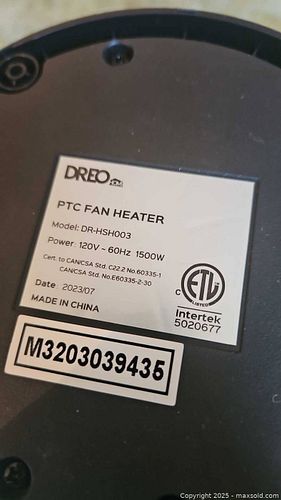 DREO
PTC FAN HEATER
Model: DR-HSH003
Power: 120V ~ 60Hz 1500W
Cert. to CAN/CSA Std. C22.2 No.60335-1
CAN/CSA Std. No.E60335-2-30
Date: 2023/07
MADE IN CHINA
C
ETL
LISTED
Intertek
5020677
M3203039435
Copyright © 2025 - maxsold.com